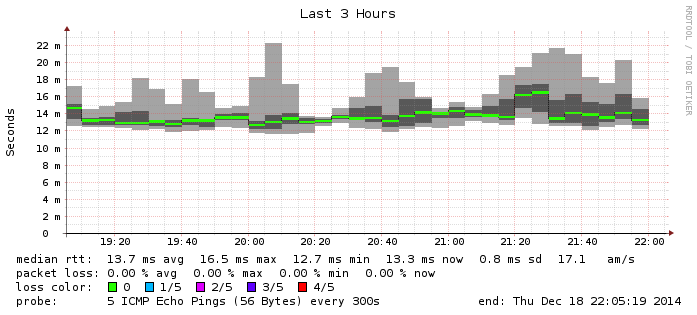 Last 3 Hours
RRDTOOL / TOBI OETIKER
Seconds
22 m
20 m
18 m
16 m
14 m
12 m
10 m
8 m
6 m
4 m
2 m
0
19:20 19:40 20:00 20:20 20:40 21:00 21:20 21:40 22:00
median rtt: 13.7 ms avg 16.5 ms max 12.7 ms min 13.3 ms now 0.8 ms sd 17.1 am/s
packet loss: 0.00 % avg 0.00 % max 0.00 % min 0.00 % now
loss color: 0 1/5 2/5 3/5 4/5
probe: 5 ICMP Echo Pings (56 Bytes) every 300s end: Thu Dec 18 22:05:19 2014